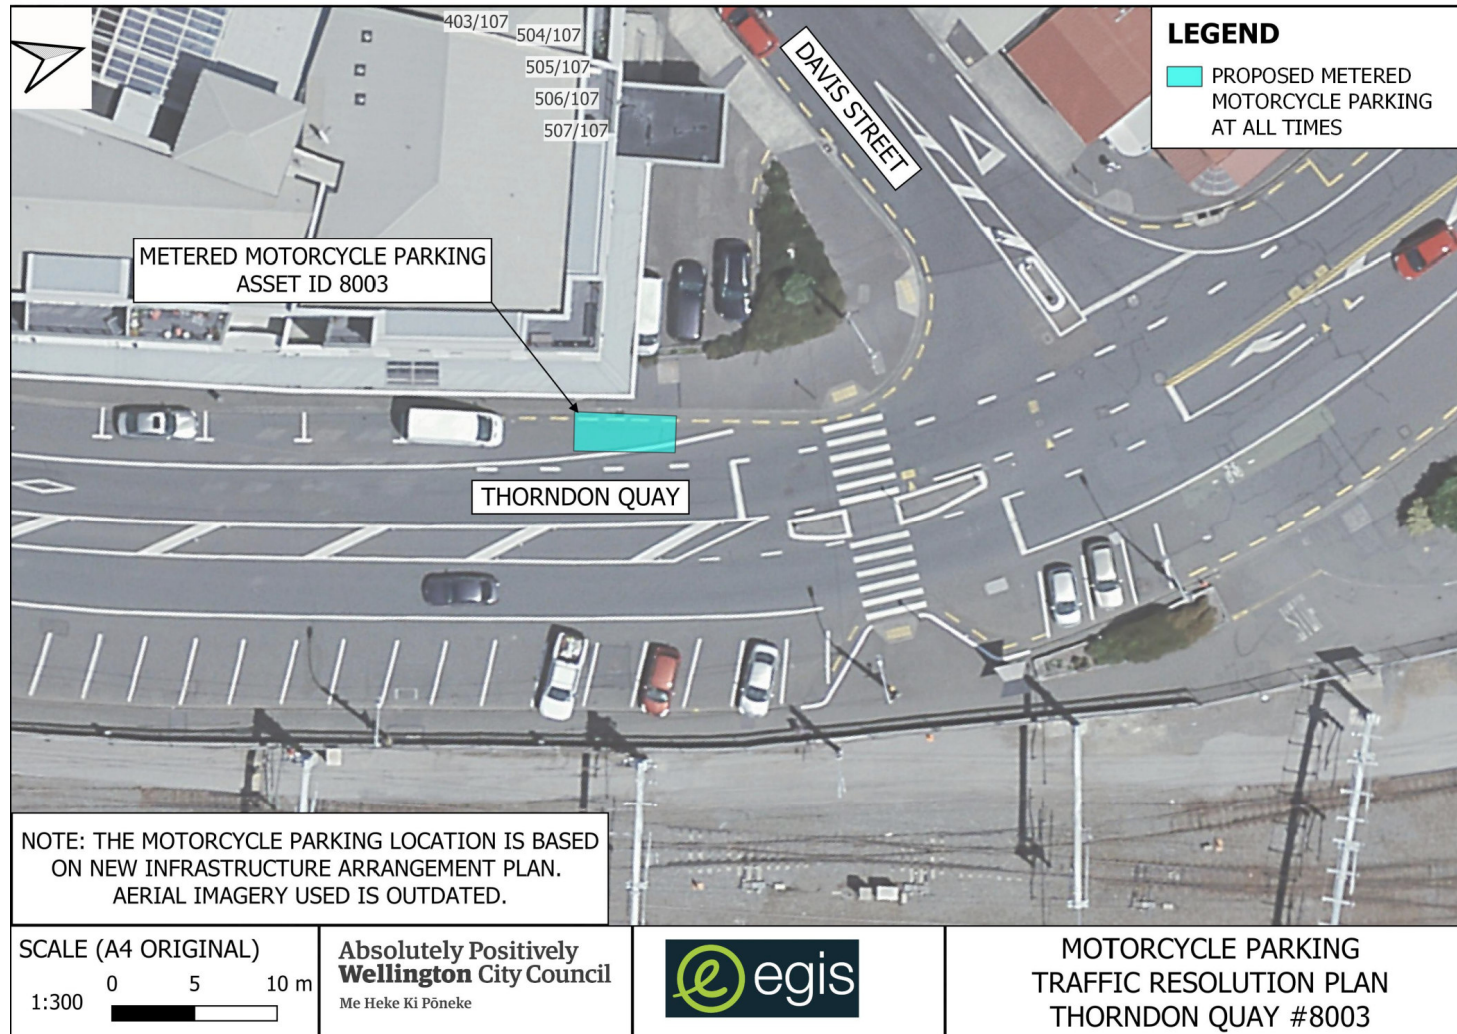 403/107
504/107
505/107
506/107
507/107
DAVIS STREET
LEGEND
PROPOSED METERED
MOTORCYCLE PARKING
AT ALL TIMES
METERED MOTORCYCLE PARKING
ASSET ID 8003
THORNDON QUAY
NOTE: THE MOTORCYCLE PARKING LOCATION IS BASED
ON NEW INFRASTRUCTURE ARRANGEMENT PLAN.
AERIAL IMAGERY USED IS OUTDATED.
SCALE (A4 ORIGINAL)
1:300
0 5 10 m
Absolutely Positively
Wellington City Council
Me Heke Ki Pōneke
e egis
MOTORCYCLE PARKING
TRAFFIC RESOLUTION PLAN
THORNDON QUAY #8003